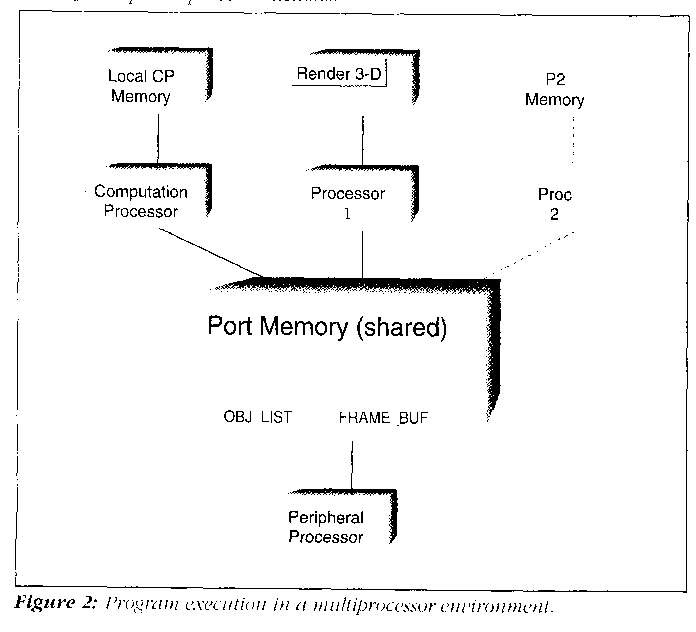 Local CP
Memory
Render 3-D
P2
Memory
Computation
Processor
Processor
1
Proc
2
Port Memory (shared)
OBJ_LIST FRAME_BUF
Peripheral
Processor
Figure 2: Program execution in a multiprocessor environment.